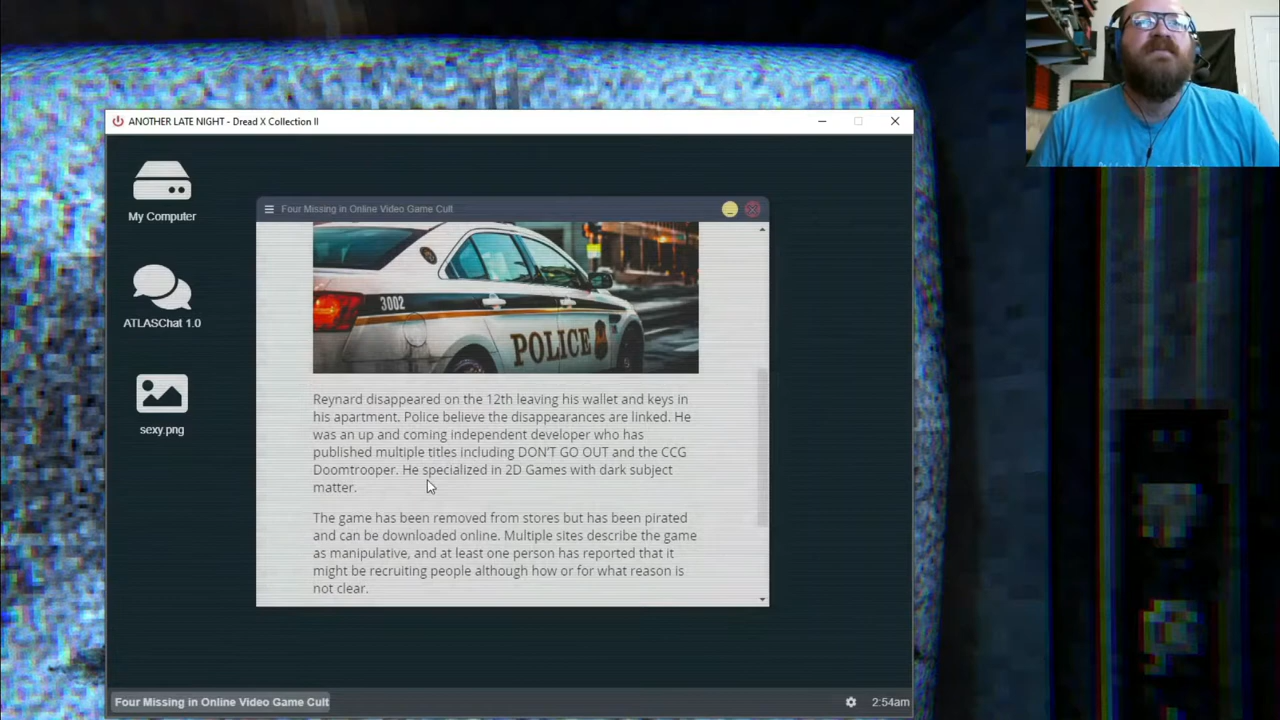 ANOTHER LATE NIGHT - Dread X Collection II
My Computer
ATLASChat 1.0
sexy.png
Four Missing in Online Video Game Cult
3002
POLICE
Reynard disappeared on the 12th leaving his wallet and keys in
his apartment. Police believe the disappearances are linked. He
was an up and coming independent developer who has
published multiple titles including DON'T GO OUT and the CCG
Doomtrooper. He specialized in 2D Games with dark subject
matter.
The game has been removed from stores but has been pirated
and can be downloaded online. Multiple sites describe the game
as manipulative, and at least one person has reported that it
might be recruiting people although how or for what reason is
not clear.
Four Missing in Online Video Game Cult
2:54am